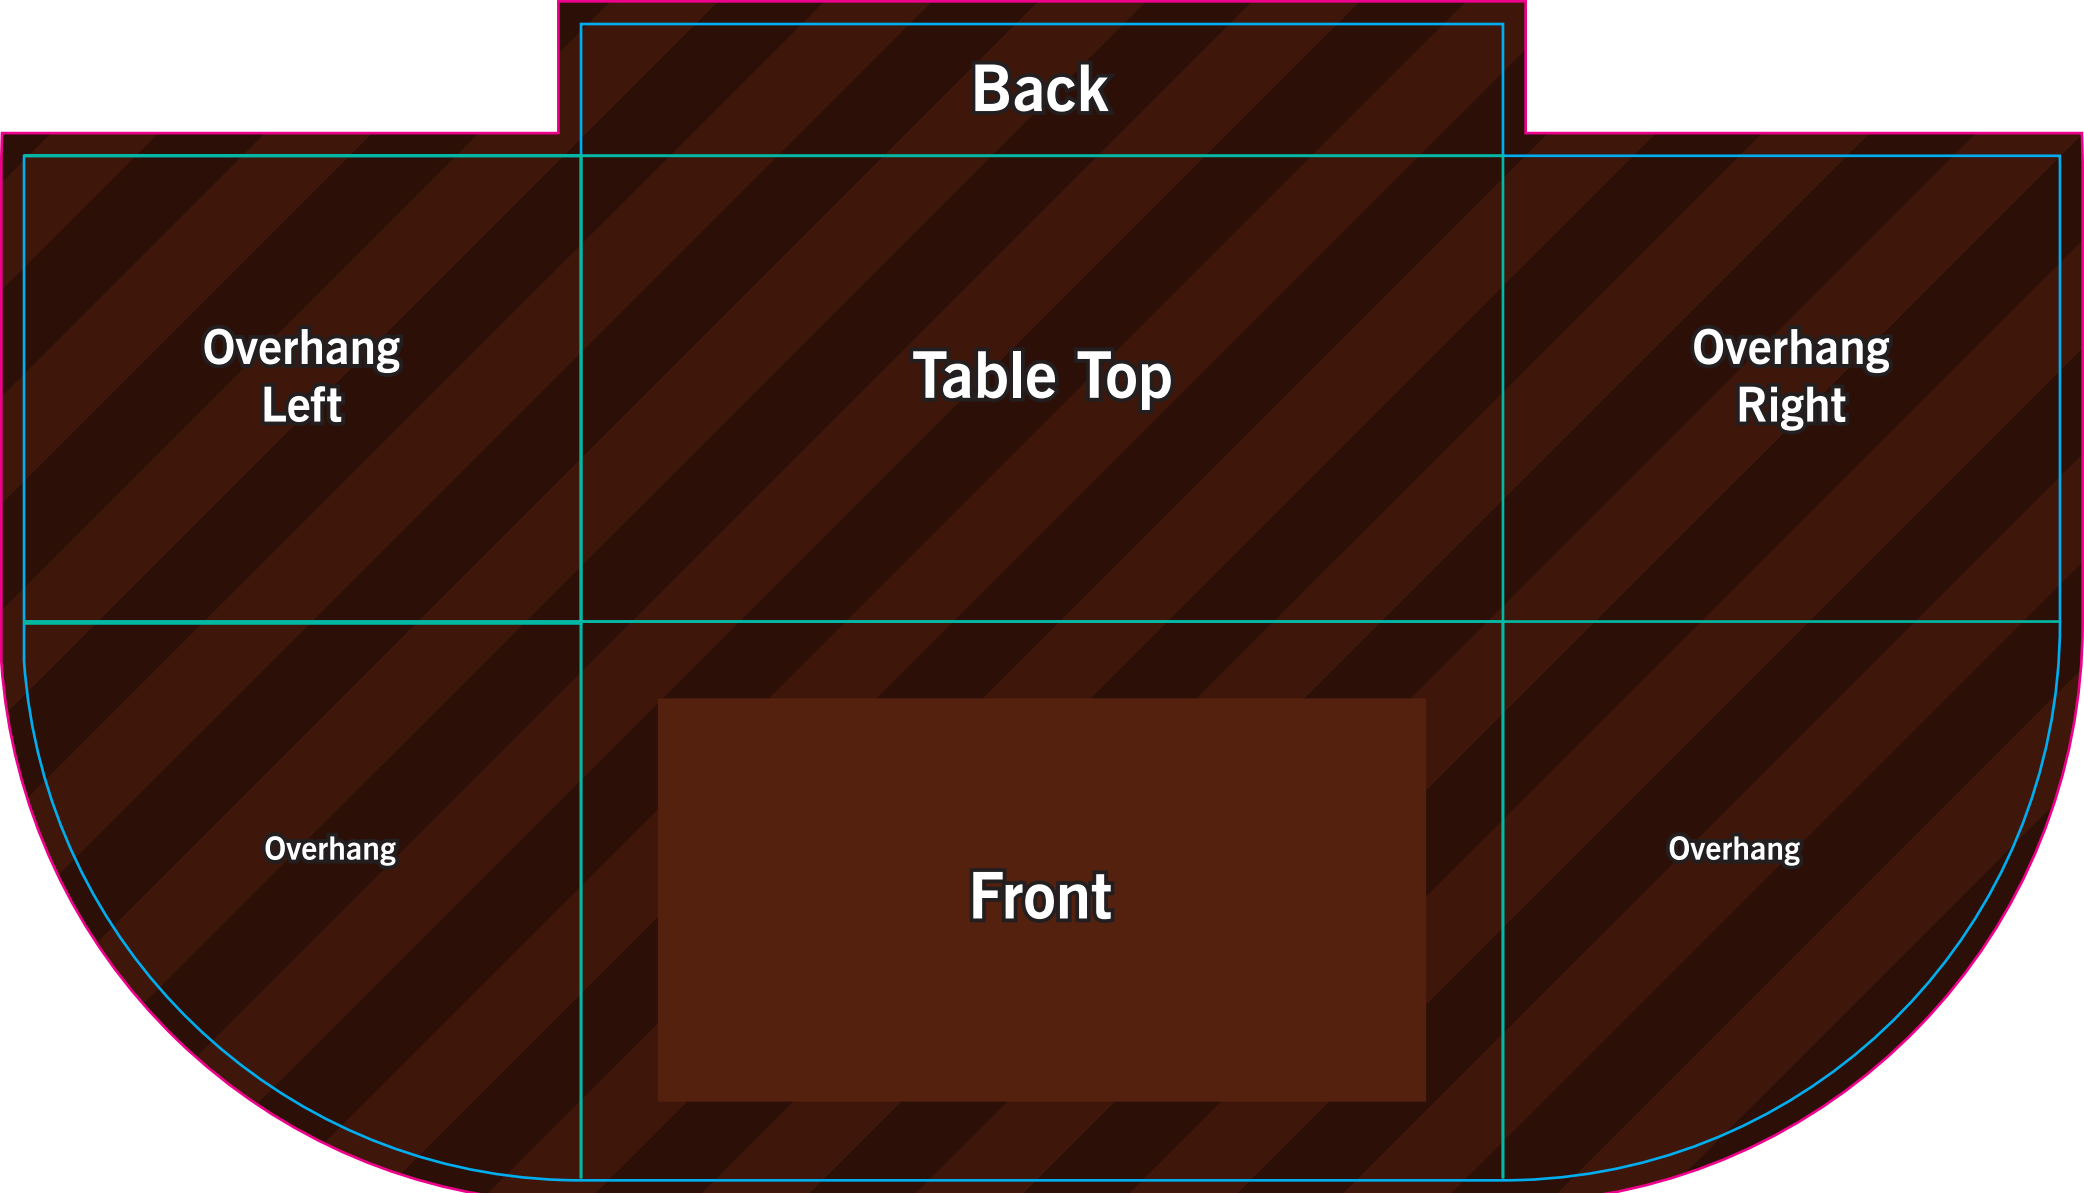 Back
Overhang
Left
Table Top
Overhang
Right
Overhang
Front
Overhang